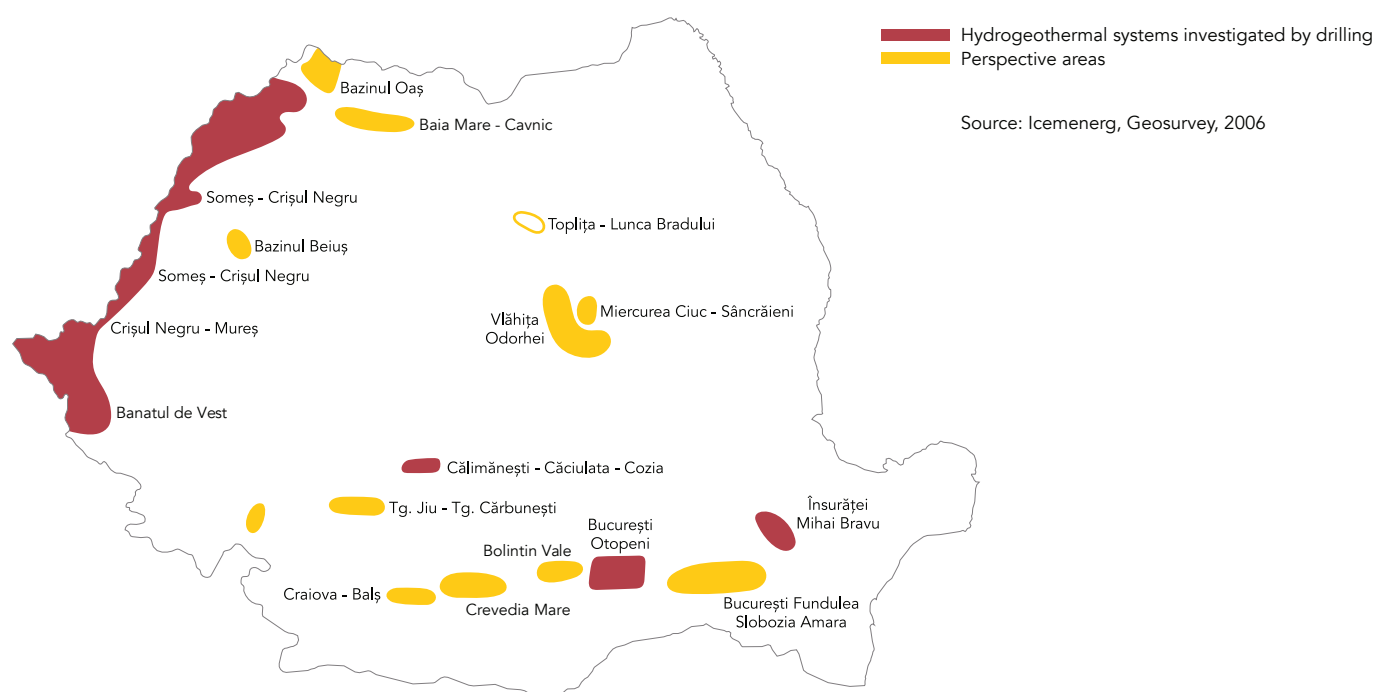 Hydrogeothermal systems investigated by drilling
Perspective areas
Source: Icemenerg, Geosurvey, 2006
Bazinul Oaș
Baia Mare - Cavnic
Someș - Crișul Negru
Toplița - Lunca Bradului
Bazinul Beiuș
Someș - Crișul Negru
Miercurea Ciuc - Sâncrăieni
Vlăhița
Odorhei
Crișul Negru - Mureș
Banatul de Vest
Călimănești - Căciulata - Cozia
Tg. Jiu - Tg. Cărbunești
Însurăței
Mihai Bravu
București
Otopeni
Bolintin Vale
Craiova - Balș
Crevedia Mare
București Fundulea
Slobozia Amara